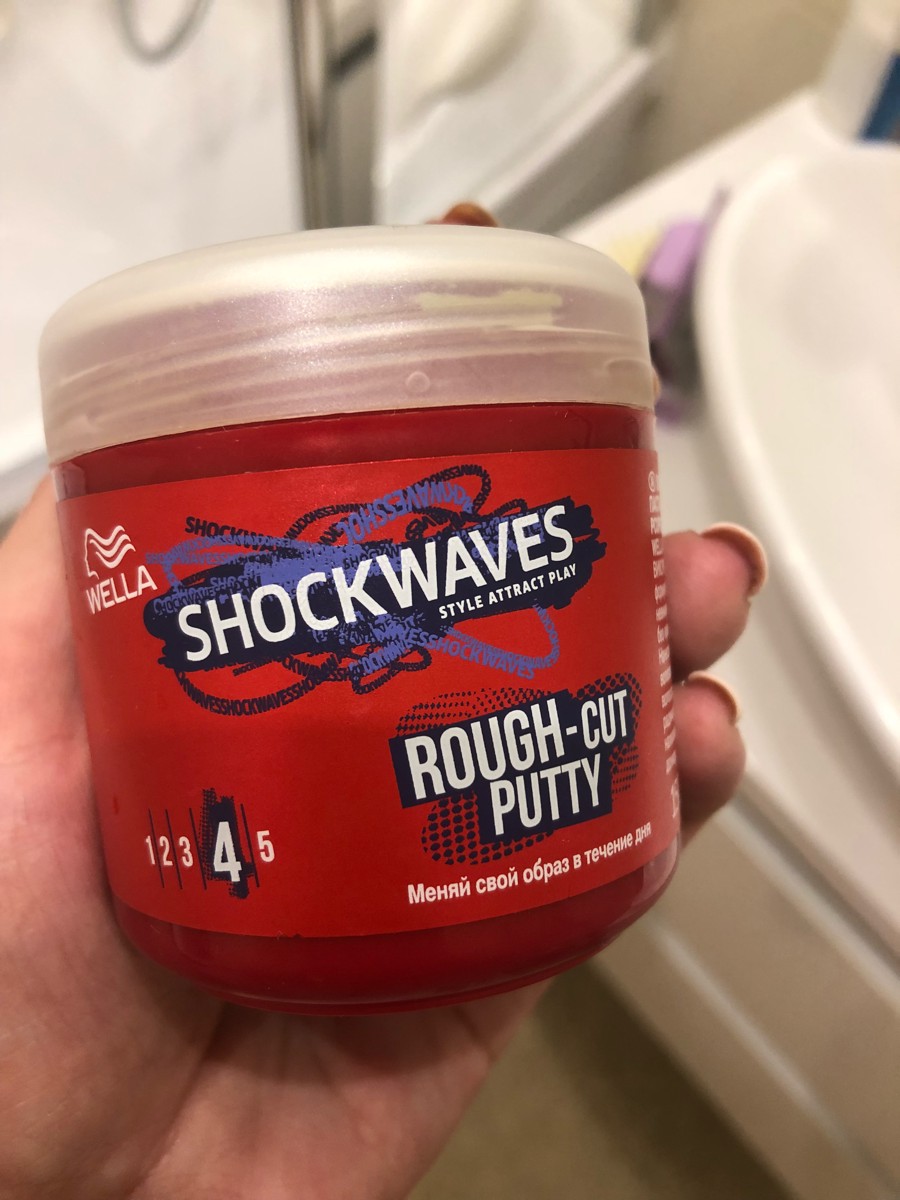 WELLA
SHOCKWAVES
STYLE ATTRACT PLAY
ROUGH-CUT
PUTTY
1 2 3 4 5
Меняй свой образ в течение дня